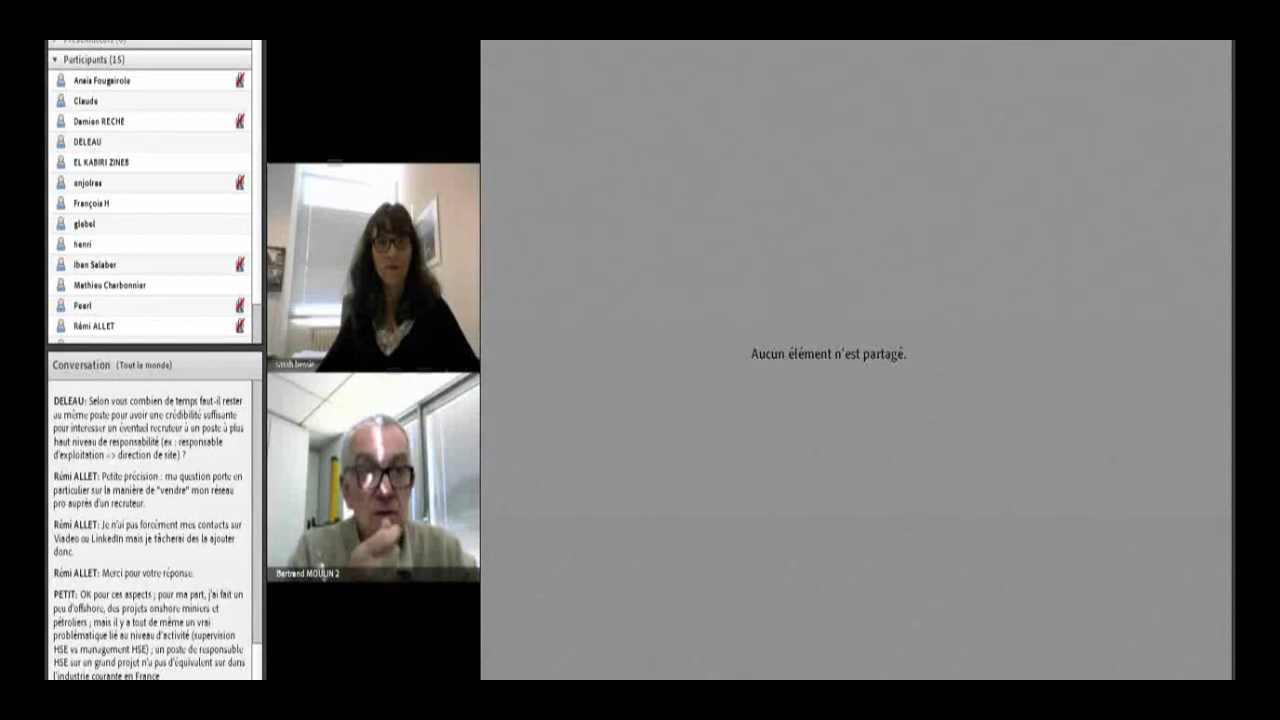 Participants (15)
Anais Fougairole
Claude
Damien RECHE
DELEAU
EL KABIRI ZINEB
enjolras
François H
glebel
henri
Iban Salaber
Mathieu Charbonnier
Pearl
Rémi ALLET
Conversation (Tout le monde)
DELEAU: Selon vous combien de temps faut-il rester
au même poste pour avoir une crédibilité suffisante
pour interesser un éventuel recruteur à un poste à plus
haut niveau de responsabilité (ex : responsable
d'exploitation => direction de site) ?
Rémi ALLET: Petite précision : ma question porte en
particulier sur la manière de "vendre" mon réseau
pro auprès d'un recruteur.
Rémi ALLET: Je n'ai pas forcément mes contacts sur
Viadeo ou LinkedIn mais je tâcherai des la ajouter
donc.
Rémi ALLET: Merci pour votre réponse.
PETIT: OK pour ces aspects ; pour ma part, j'ai fait un
peu d'offshore, des projets onshore miniers et
pétroliers ; mais il y a tout de même un vrai
problématique lié au niveau d'activité (supervision
HSE vs management HSE) ; un poste de responsable
HSE sur un grand projet n'a pas d'équivalent sur dans
l'industrie courante en France
sarah bessie
Bertrand MOULIN 2
Aucun élément n'est partagé.